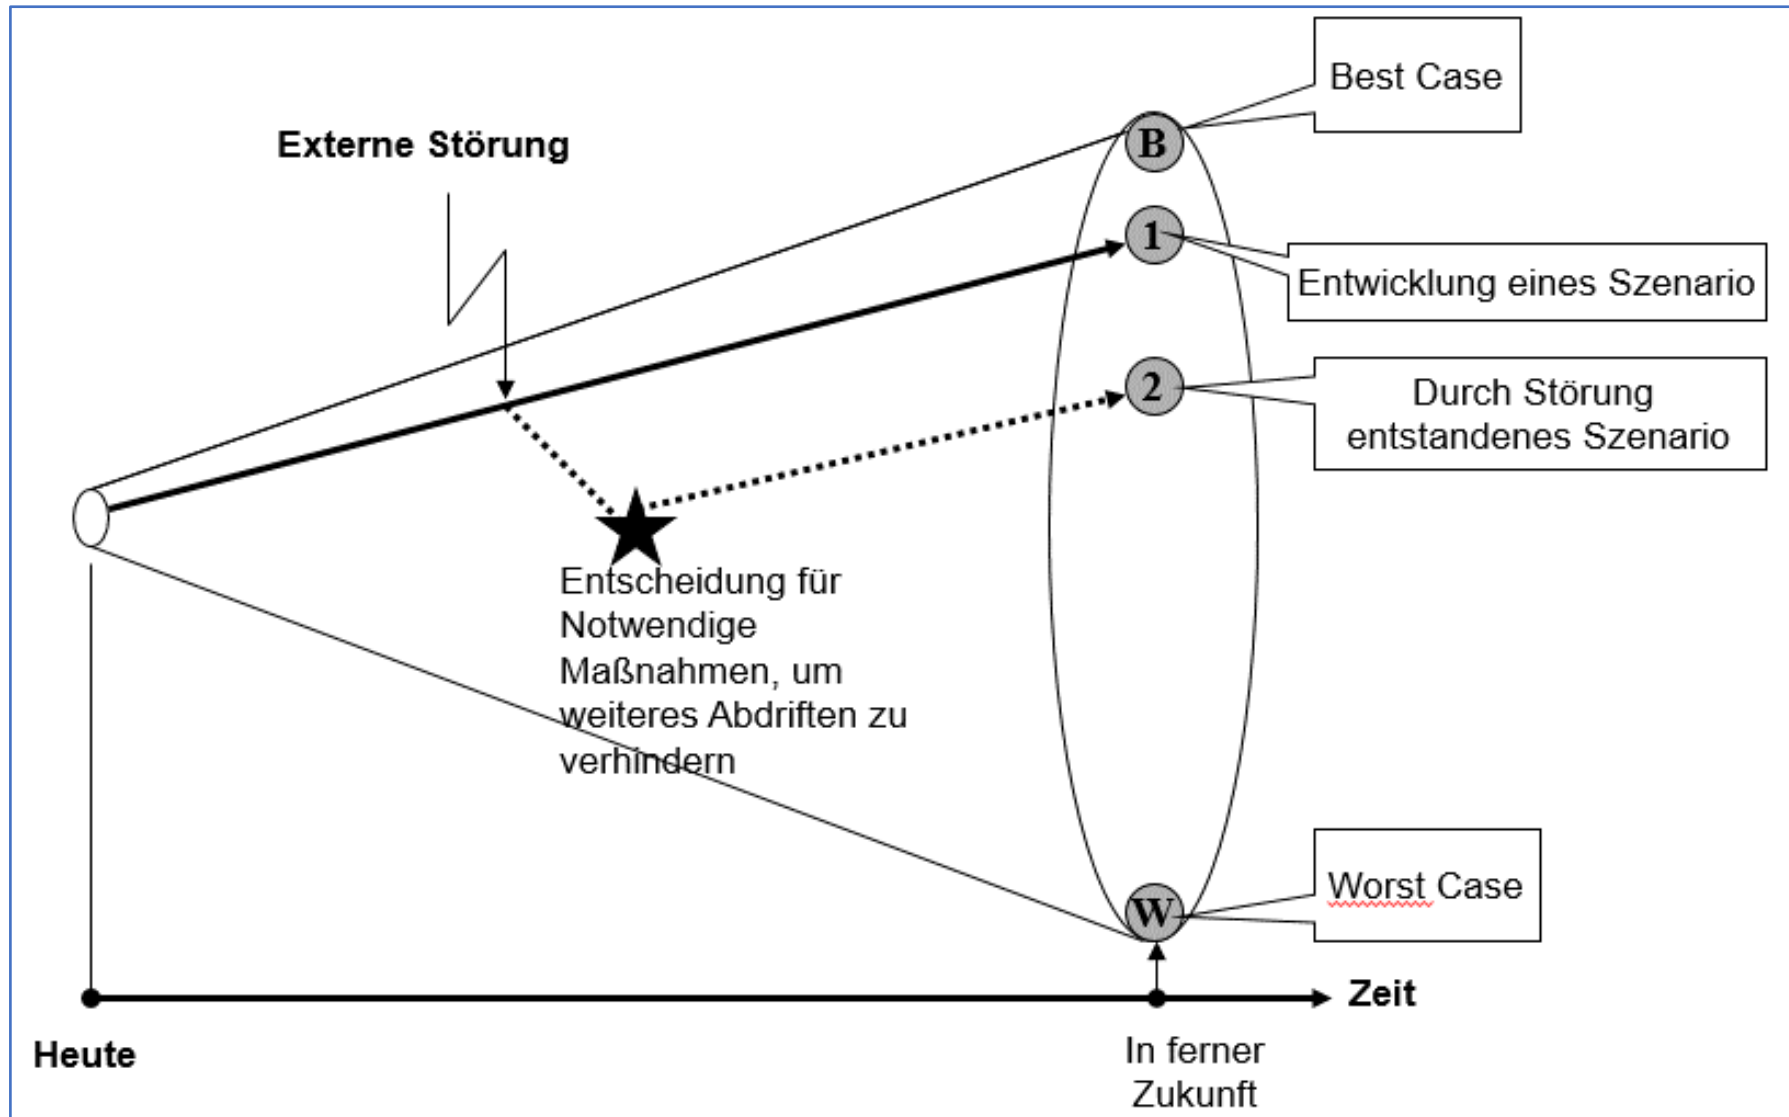 Best Case
Externe Störung
B
1
Entwicklung eines Szenario
2
Durch Störung
entstandenes Szenario
Entscheidung für
Notwendige
Maßnahmen, um
weiteres Abdriften zu
verhindern
Worst Case
W
Zeit
Heute
In ferner
Zukunft